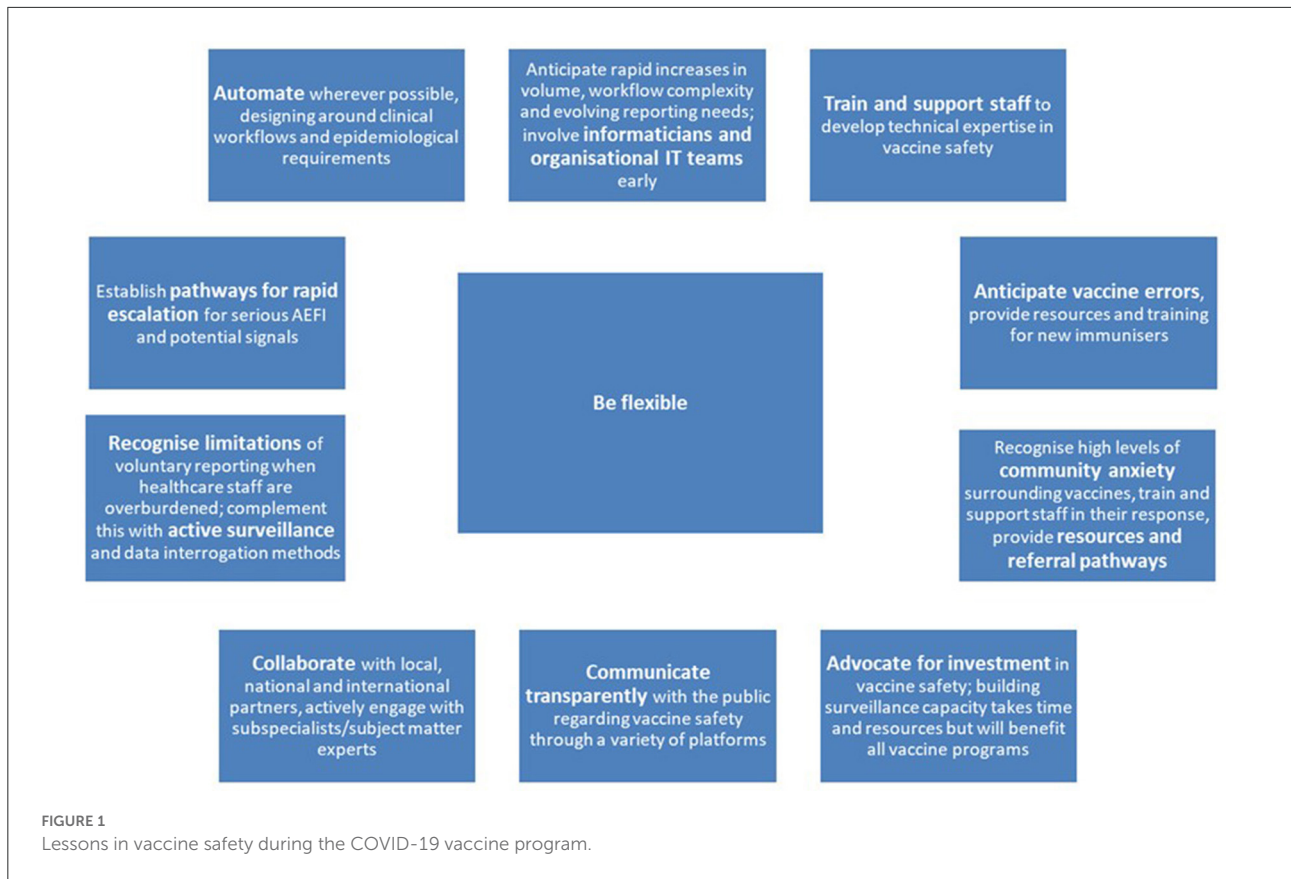 Automate wherever possible,
designing around clinical
workflows and epidemiological
requirements
Anticipate rapid increases in
volume, workflow complexity
and evolving reporting needs;
involve informaticians and
organisational IT teams
early
Train and support staff to
develop technical expertise in
vaccine safety
Establish pathways for rapid
escalation for serious AEFI
and potential signals
Be flexible
Anticipate vaccine errors,
provide resources and training
for new immunisers
Recognise limitations of
voluntary reporting when
healthcare staff are
overburdened; complement
this with active surveillance
and data interrogation methods
Recognise high levels of
community anxiety
surrounding vaccines, train and
support staff in their response,
provide resources and
referral pathways
Collaborate with local,
national and international
partners, actively engage with
subspecialists/subject matter
experts
Communicate
transparently with the public
regarding vaccine safety
through a variety of platforms
Advocate for investment in
vaccine safety; building
surveillance capacity takes time
and resources but will benefit
all vaccine programs
FIGURE 1
Lessons in vaccine safety during the COVID-19 vaccine program.